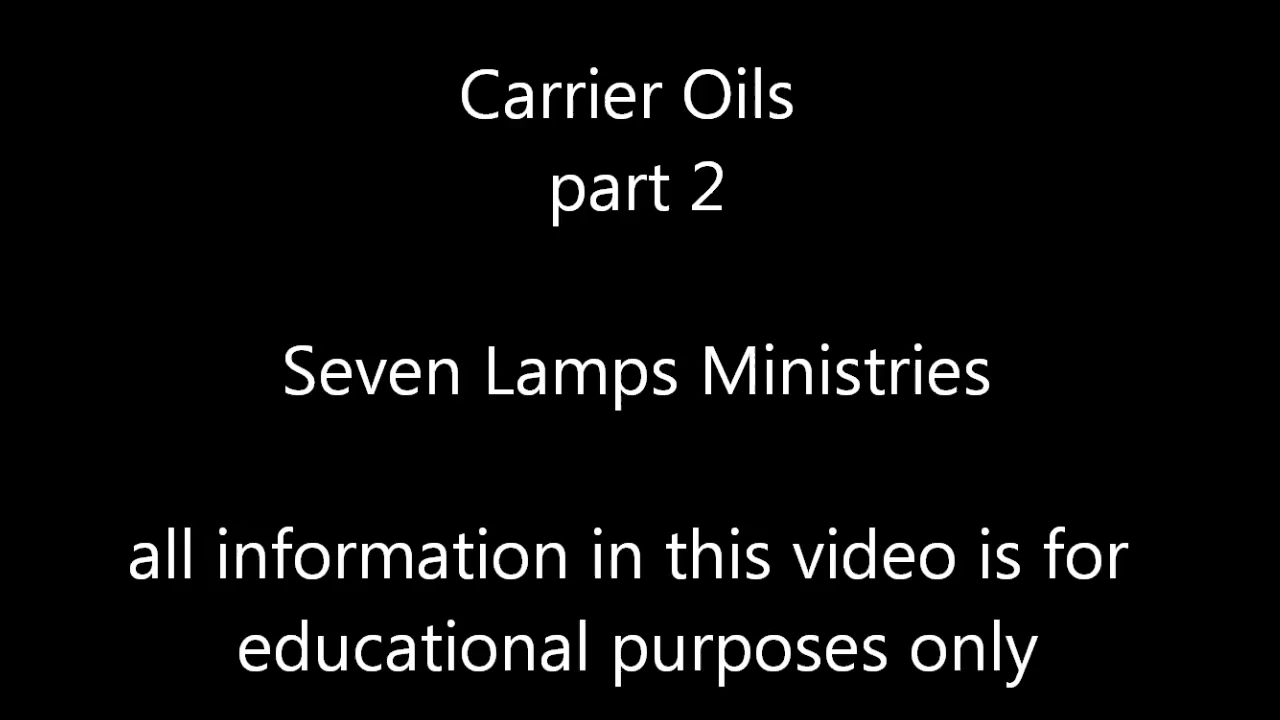 Carrier Oils
part 2
Seven Lamps Ministries
all information in this video is for
educational purposes only